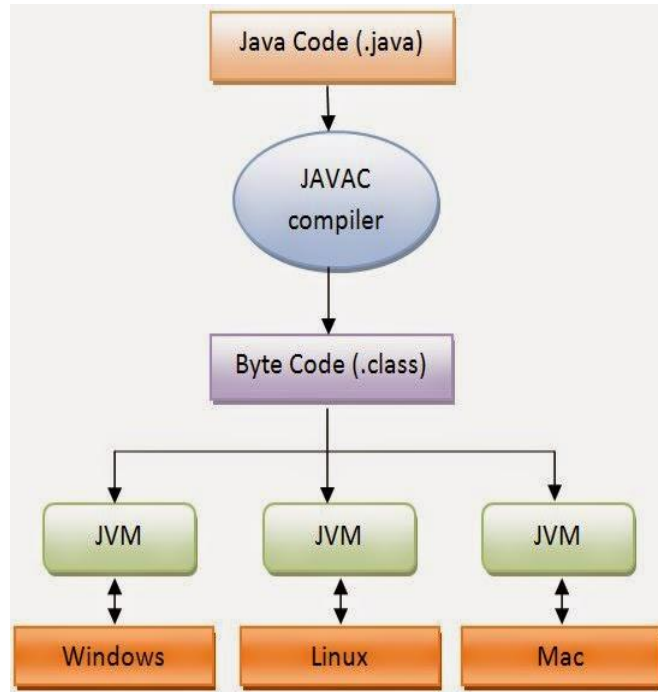 Java Code (.java)
JAVAC
compiler
Byte Code (.class)
JVM
JVM
JVM
Windows
Linux
Mac